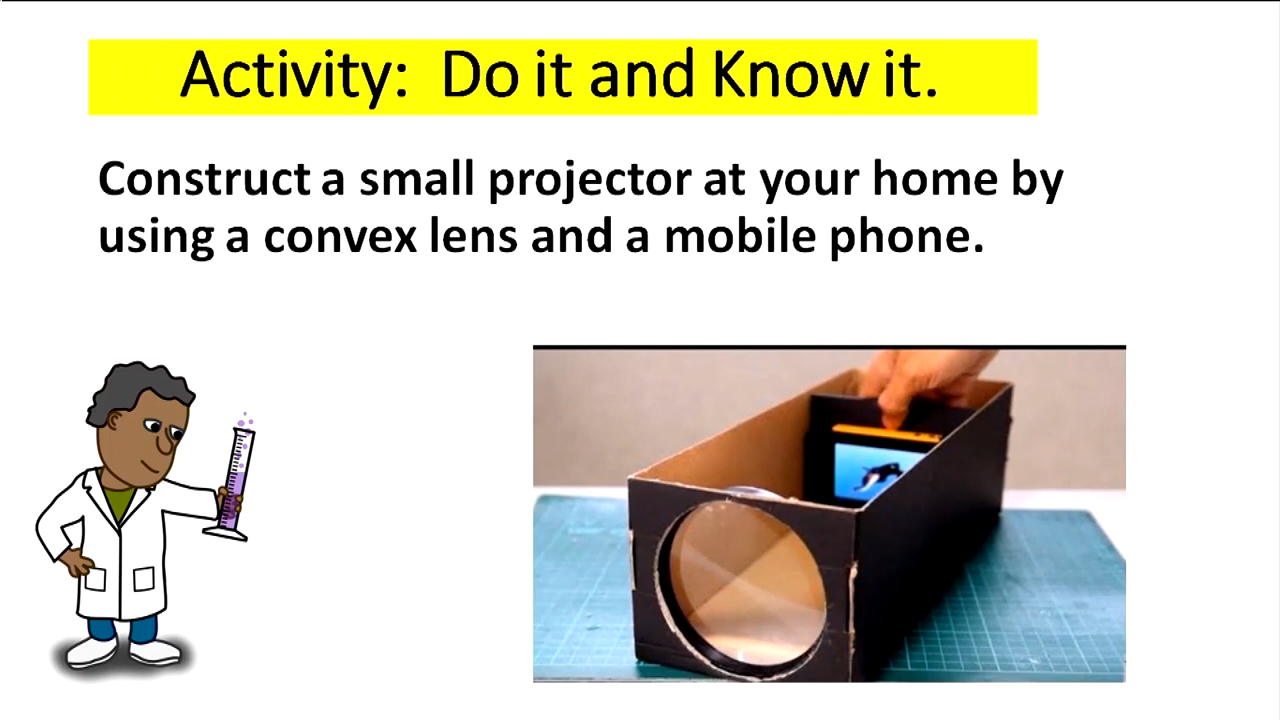 Activity:  Do it and Know it.
Construct a small projector at your home by
using a convex lens and a mobile phone.